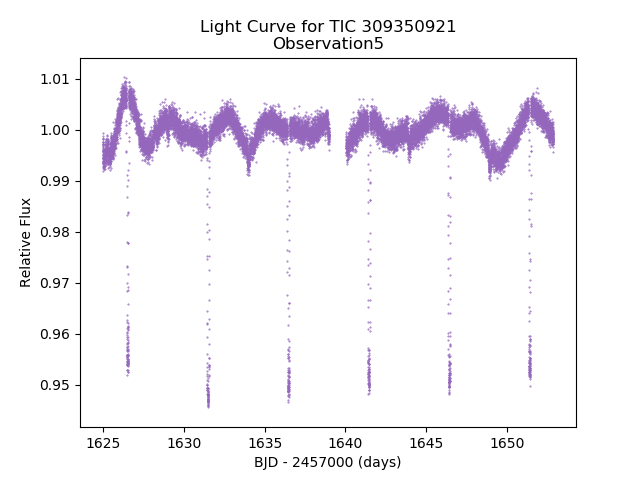 Light Curve for TIC 309350921
Observation5
1.01
1.00
0.99
0.98
0.97
0.96
0.95
Relative Flux
1625 1630 1635 1640 1645 1650
BJD - 2457000 (days)